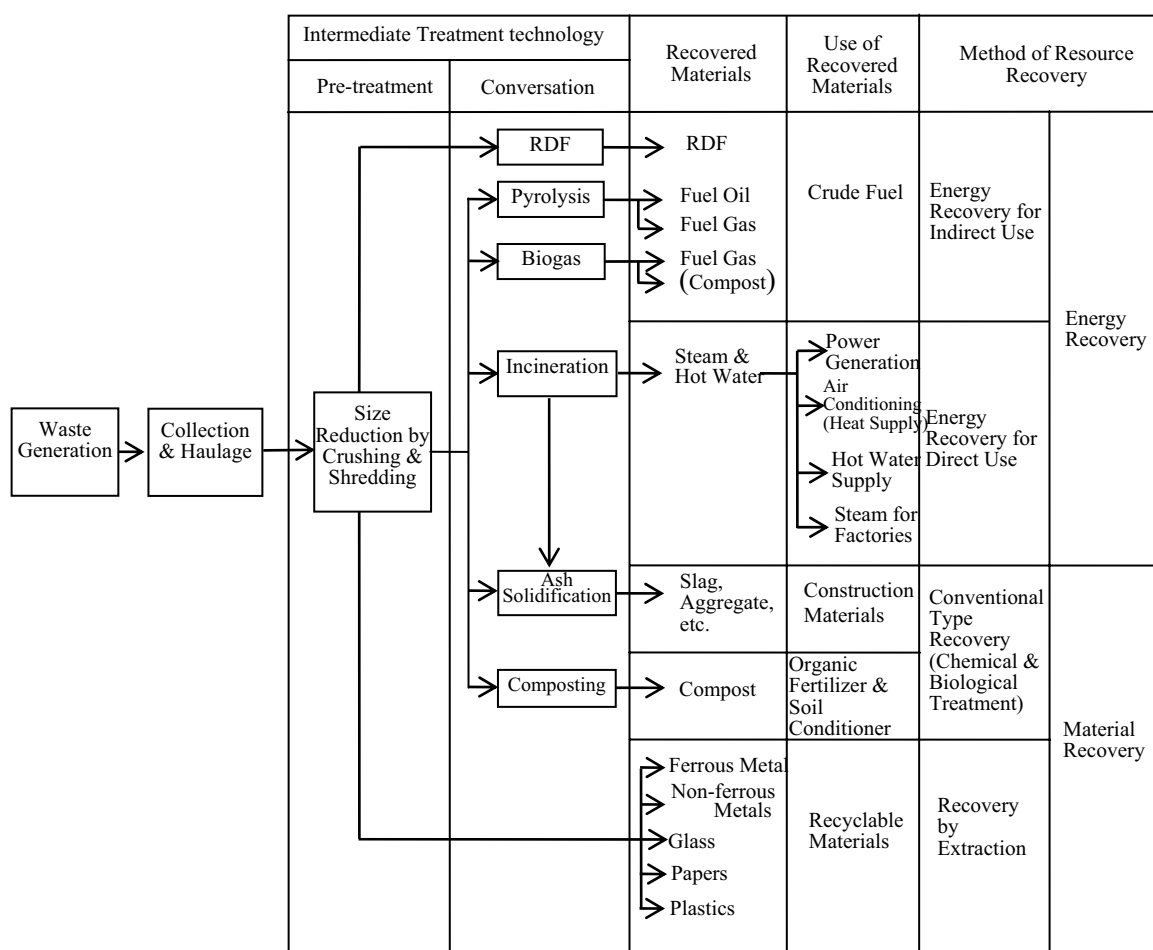 Intermediate Treatment technology
Pre-treatment
Conversation
Recovered
Materials
Use of
Recovered
Materials
Method of Resource
Recovery
Waste
Generation
Collection
& Haulage
Size
Reduction by
Crushing &
Shredding
RDF
Pyrolysis
Biogas
Incineration
Ash
Solidification
Composting
RDF
Fuel Oil
Fuel Gas
Fuel Gas
(Compost)
Steam &
Hot Water
Slag,
Aggregate,
etc.
Compost
Ferrous Metal
Non-ferrous
Metals
Glass
Papers
Plastics
Crude Fuel
Power
Generation
Air
Conditioning
(Heat Supply)
Hot Water
Supply
Steam for
Factories
Construction
Materials
Organic
Fertilizer &
Soil
Conditioner
Recyclable
Materials
Energy
Recovery for
Indirect Use
Energy
Recovery for
Direct Use
Conventional
Type
Recovery
(Chemical &
Biological
Treatment)
Recovery
by
Extraction
Energy
Recovery
Material
Recovery